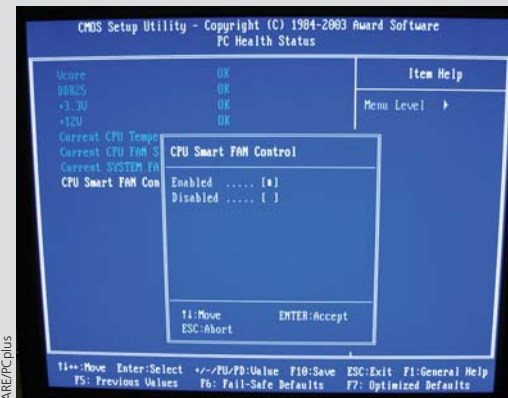 CMOS Setup Utility - Copyright (C) 1984-2003 Award Software
PC Health Status
Vcore OK
DDR25 OK
+3.3V OK
+12V OK
Current CPU Tempe
Current CPU FAN S
Current SYSTEM FA
CPU Smart FAN Con
Item Help
Menu Level ►
CPU Smart FAN Control
Enabled ..... [■]
Disabled ..... [ ]
↑↓:Move ENTER:Accept
ESC:Abort
↑↓↔:Move Enter:Select +/-/PU/PD:Value F10:Save ESC:Exit F1:General Help
F5: Previous Values F6: Fail-Safe Defaults F7: Optimized Defaults
ARE/PCplus